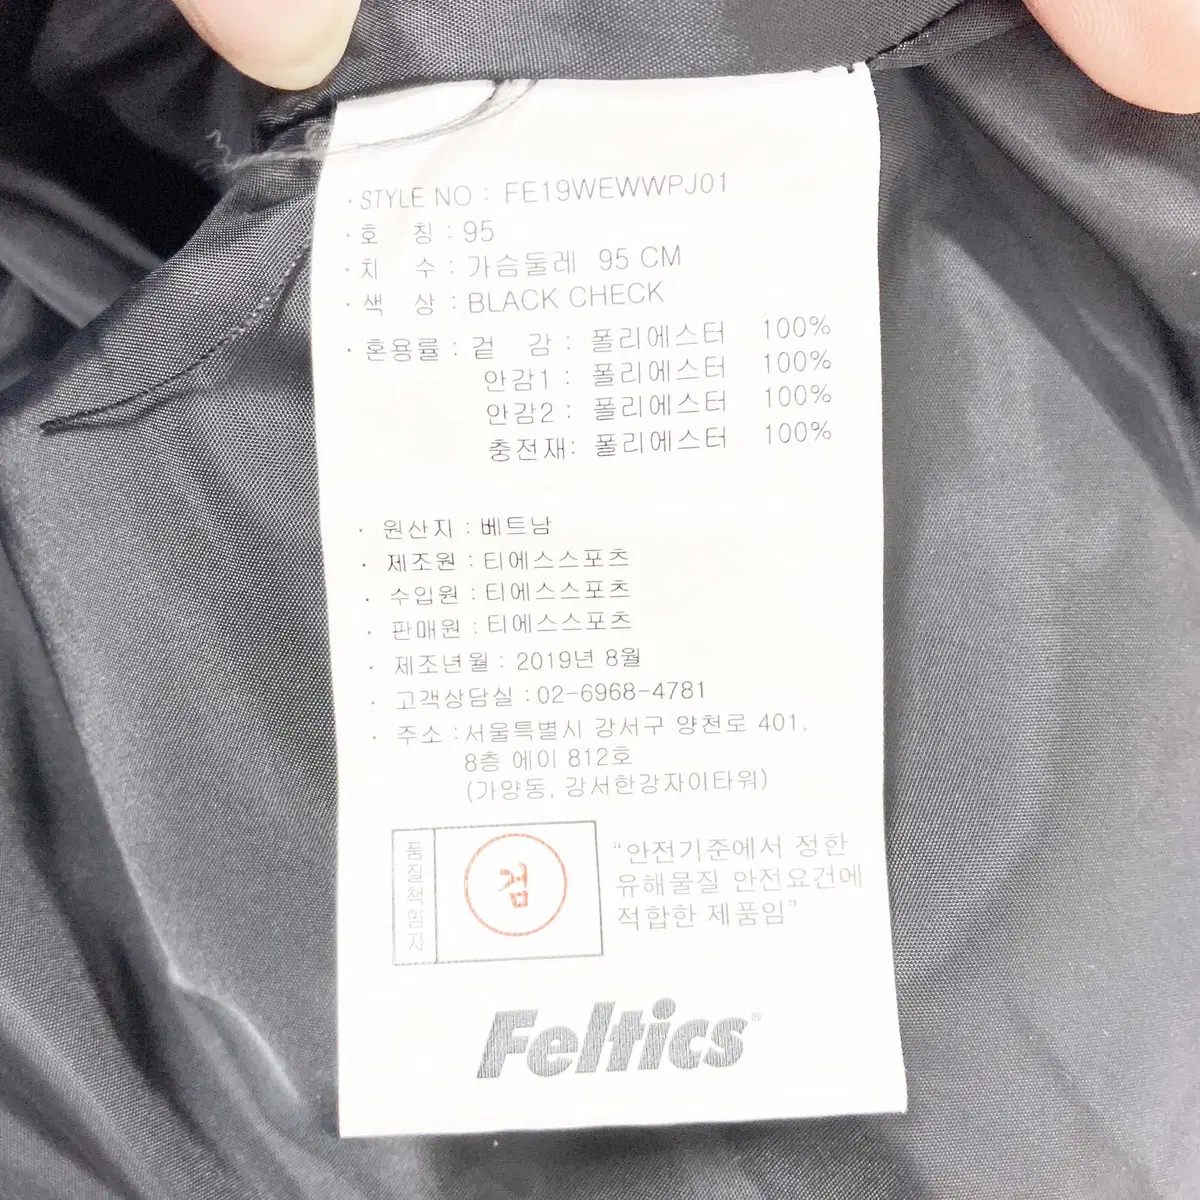 · STYLE NO : FE19WEWWPJ01
· 호 칭 : 95
· 치 수 : 가슴둘레 95 CM
· 색 상 : BLACK CHECK
· 혼용률 : 겉 감 : 폴리에스터 100%
안감1 : 폴리에스터 100%
안감2 : 폴리에스터 100%
충전재: 폴리에스터 100%
· 원산지 : 베트남
· 제조원 : 티에스스포츠
· 수입원 : 티에스스포츠
· 판매원 : 티에스스포츠
· 제조년월 : 2019년 8월
· 고객상담실 : 02-6968-4781
· 주소 : 서울특별시 강서구 양천로 401,
8층 에이 812호
(가양동, 강서한강자이타워)
품질책임자
검
"안전기준에서 정한
유해물질 안전요건에
적합한 제품임"
Feltics®